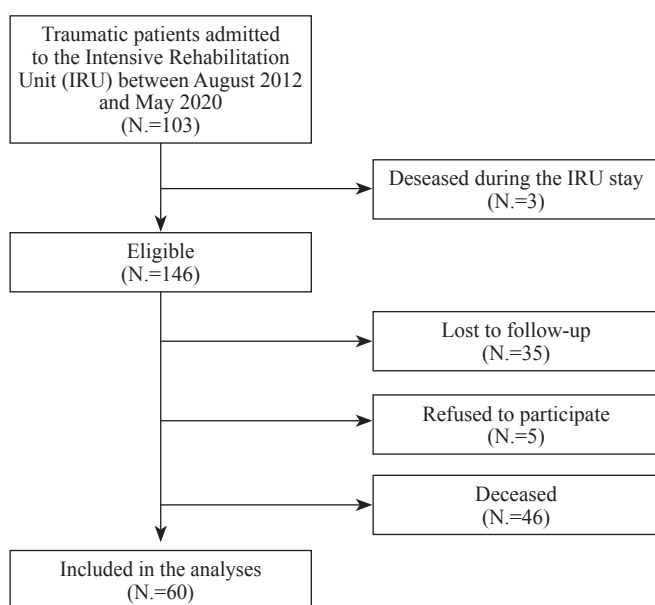 Traumatic patients admitted
to the Intensive Rehabilitation
Unit (IRU) between August 2012
and May 2020
(N.=103)
Deseased during the IRU stay
(N.=3)
Eligible
(N.=146)
Lost to follow-up
(N.=35)
Refused to participate
(N.=5)
Deceased
(N.=46)
Included in the analyses
(N.=60)